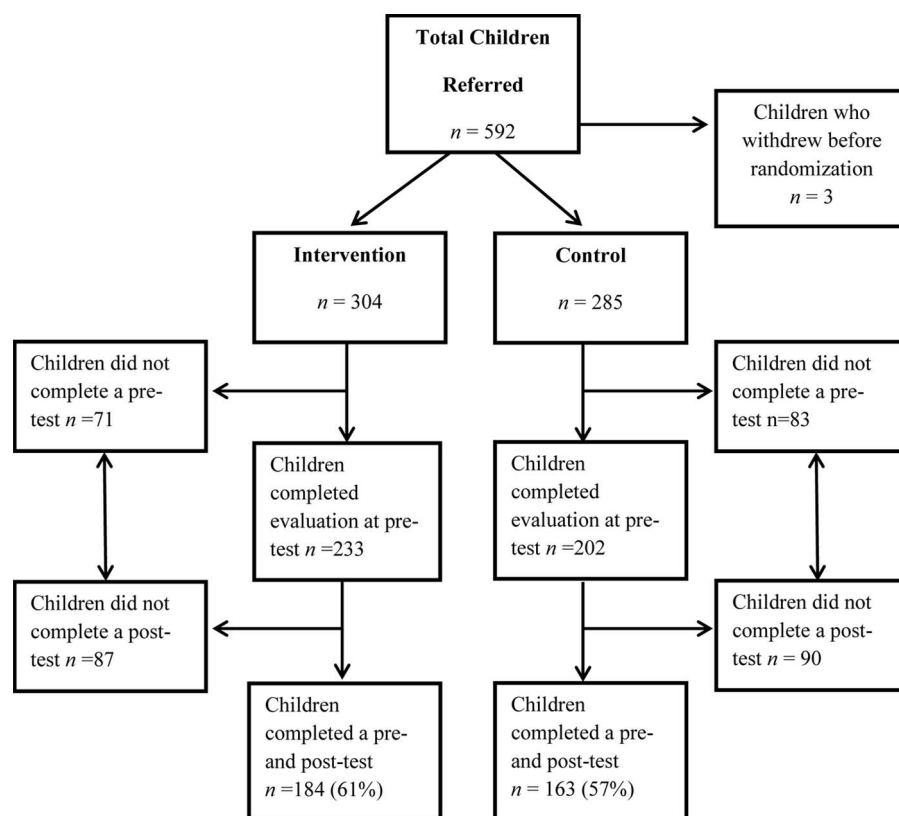 Total Children
Referred
n = 592
Children who
withdrew before
randomization
n = 3
Intervention
n = 304
Control
n = 285
Children did not
complete a pre-
test n =71
Children did not
complete a pre-
test n=83
Children
completed
evaluation at pre-
test n =233
Children
completed
evaluation at pre-
test n =202
Children did not
complete a post-
test n =87
Children did not
complete a post-
test n = 90
Children
completed a pre-
and post-test
n =184 (61%)
Children
completed a pre-
and post-test
n = 163 (57%)